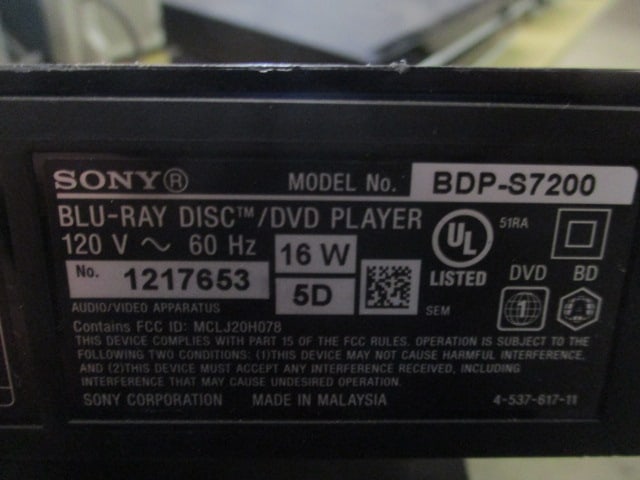 SONY® MODEL No. BDP-S7200
BLU-RAY DISC™/DVD PLAYER
120 V ~ 60 Hz 16 W
No. 1217653 5D
UL
LISTED
51RA
DVD BD
1
SEM
AUDIO/VIDEO APPARATUS
Contains FCC ID: MCLJ20H078
THIS DEVICE COMPLIES WITH PART 15 OF THE FCC RULES. OPERATION IS SUBJECT TO THE
FOLLOWING TWO CONDITIONS: (1)THIS DEVICE MAY NOT CAUSE HARMFUL INTERFERENCE,
AND (2)THIS DEVICE MUST ACCEPT ANY INTERFERENCE RECEIVED, INCLUDING
INTERFERENCE THAT MAY CAUSE UNDESIRED OPERATION.
SONY CORPORATION MADE IN MALAYSIA 4-537-617-11